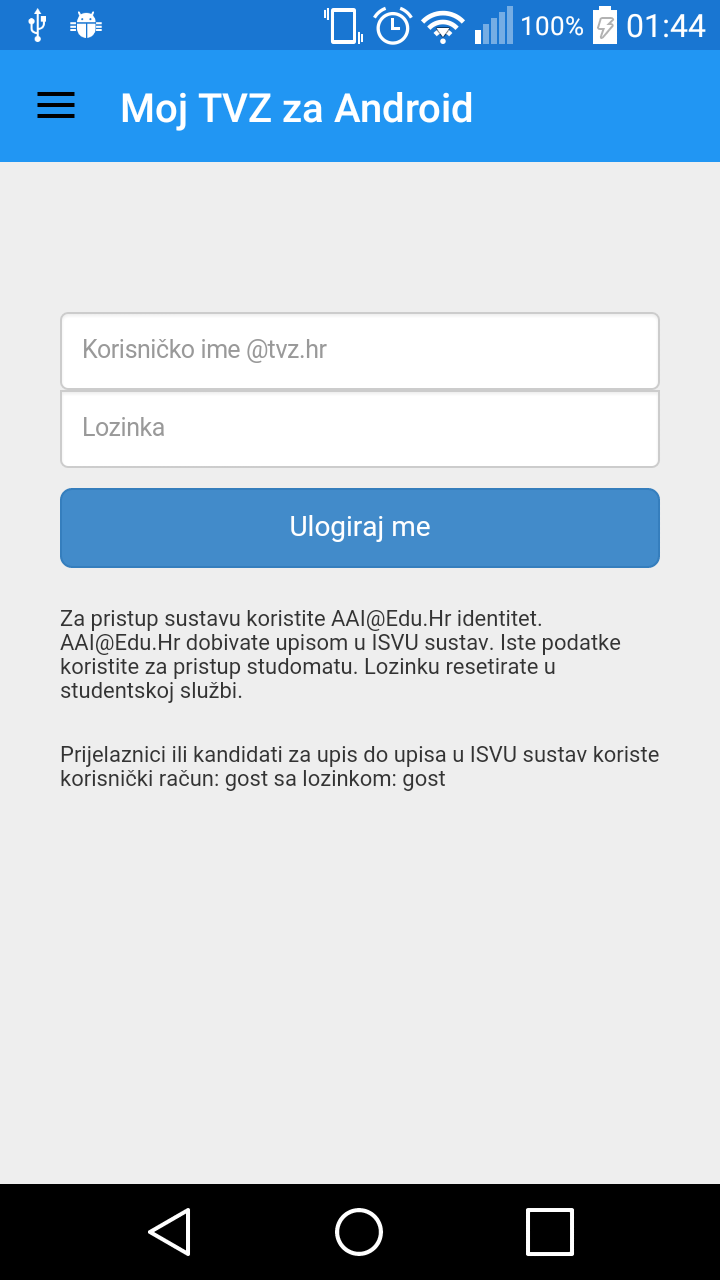 100% 01:44
Moj TVZ za Android
Korisničko ime @tvz.hr
Lozinka
Ulogiraj me
Za pristup sustavu koristite AAI@Edu.Hr identitet.
AAI@Edu.Hr dobivate upisom u ISVU sustav. Iste podatke
koristite za pristup studomatu. Lozinku resetirate u
studentskoj službi.
Prijelaznici ili kandidati za upis do upisa u ISVU sustav koriste
korisnički račun: gost sa lozinkom: gost